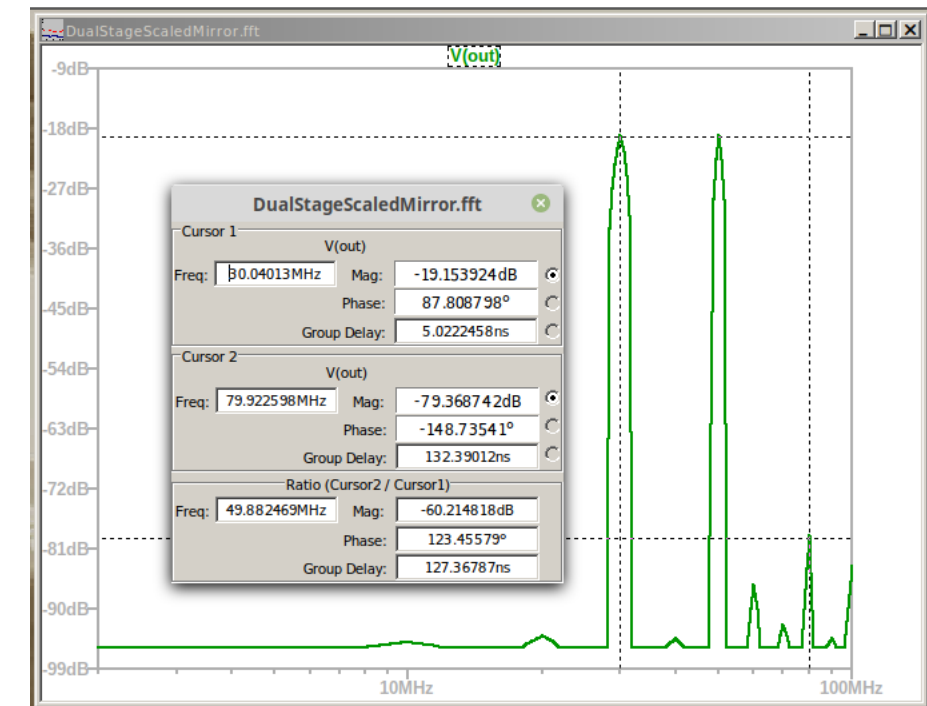 DualStageScaledMirror.fft
V(out)
-9dB
-18dB
-27dB
-36dB
-45dB
-54dB
-63dB
-72dB
-81dB
-90dB
-99dB
10MHz
100MHz
DualStageScaledMirror.fft
Cursor 1
V(out)
Freq: 30.04013MHz Mag: -19.153924dB
Phase: 87.808798°
Group Delay: 5.0222458ns
Cursor 2
V(out)
Freq: 79.922598MHz Mag: -79.368742dB
Phase: -148.73541°
Group Delay: 132.39012ns
Ratio (Cursor2 / Cursor1)
Freq: 49.882469MHz Mag: -60.214818dB
Phase: 123.45579°
Group Delay: 127.36787ns